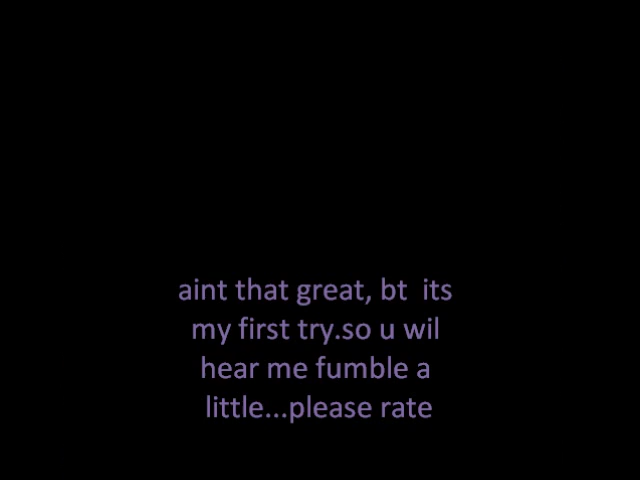 aint that great, bt  its
my first try.so u wil
hear me fumble a
little...please rate